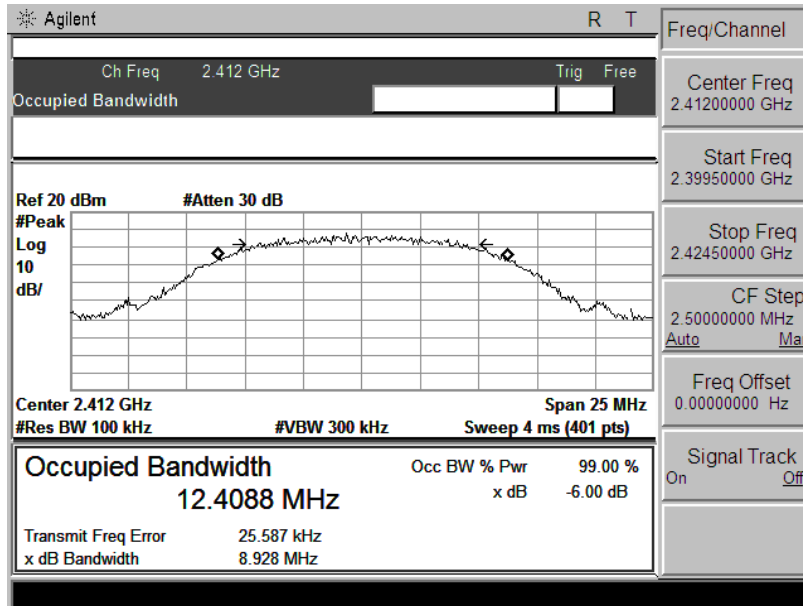 Agilent R T
Ch Freq 2.412 GHz Trig Free
Occupied Bandwidth
Ref 20 dBm #Atten 30 dB
#Peak
Log
10
dB/
Center 2.412 GHz Span 25 MHz
#Res BW 100 kHz #VBW 300 kHz Sweep 4 ms (401 pts)
Occupied Bandwidth Occ BW % Pwr 99.00 %
12.4088 MHz x dB -6.00 dB
Transmit Freq Error 25.587 kHz
x dB Bandwidth 8.928 MHz
Freq/Channel
Center Freq
2.41200000 GHz
Start Freq
2.39950000 GHz
Stop Freq
2.42450000 GHz
CF Step
2.50000000 MHz
Auto Ma
Freq Offset
0.00000000 Hz
Signal Track
On Off